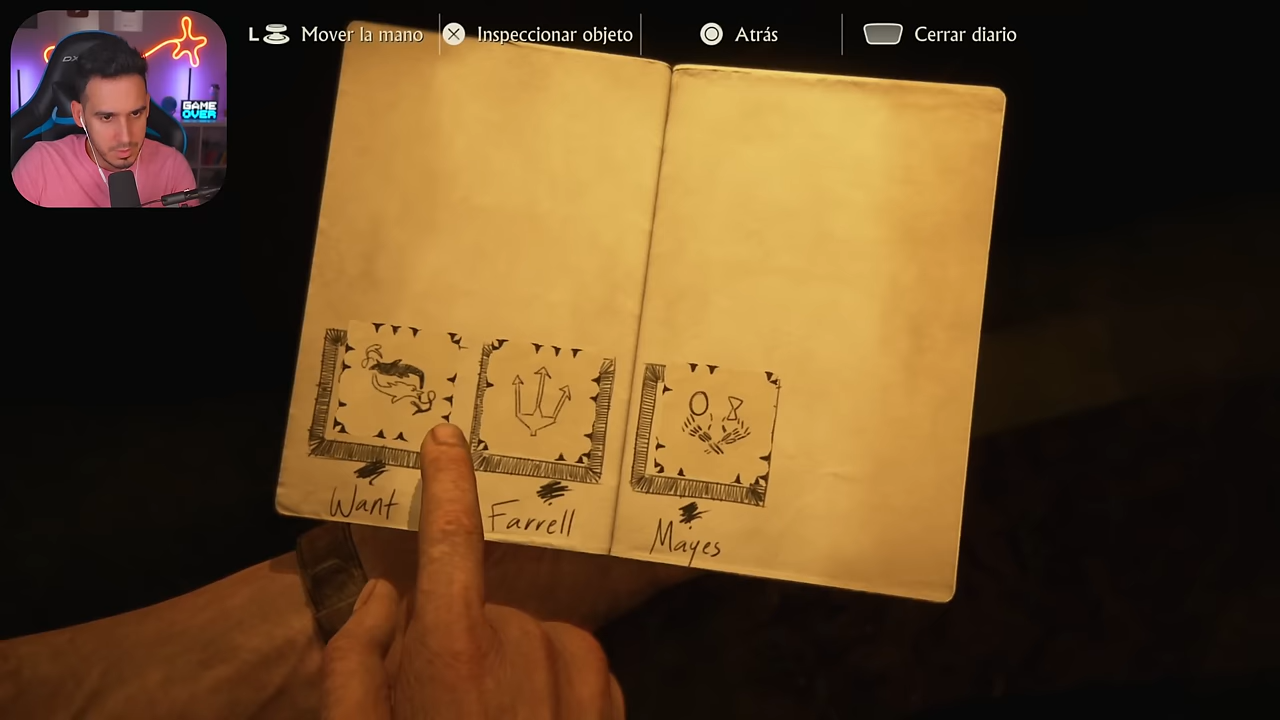 L Mover la mano Inspeccionar objeto Atrás Cerrar diario
GAME
OVER
Want
Farrell
Mayes